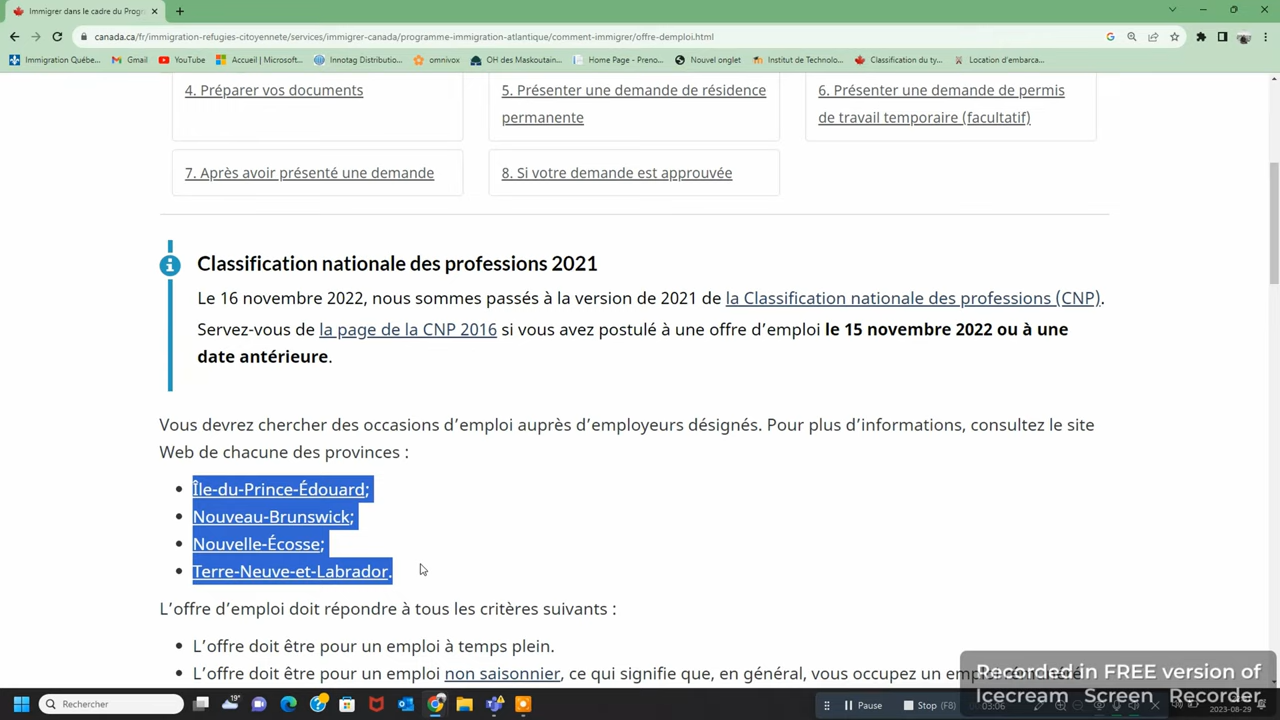 Immigrer dans le cadre du Progr
canada.ca/fr/immigration-refugies-citoyennete/services/immigrer-canada/programme-immigration-atlantique/comment-immigrer/offre-demploi.html
Immigration Québe... Gmail YouTube Accueil | Microsoft... Innotag Distributio... omnivox OH des Maskoutain... Home Page - Preno... Nouvel onglet Institut de Technolo... Classification du ty... Location d'embarca...
4. Préparer vos documents
5. Présenter une demande de résidence
permanente
6. Présenter une demande de permis
de travail temporaire (facultatif)
7. Après avoir présenté une demande
8. Si votre demande est approuvée
Classification nationale des professions 2021
Le 16 novembre 2022, nous sommes passés à la version de 2021 de la Classification nationale des professions (CNP).
Servez-vous de la page de la CNP 2016 si vous avez postulé à une offre d'emploi le 15 novembre 2022 ou à une
date antérieure.
Vous devrez chercher des occasions d'emploi auprès d'employeurs désignés. Pour plus d'informations, consultez le site
Web de chacune des provinces :
Île-du-Prince-Édouard;
Nouveau-Brunswick;
Nouvelle-Écosse;
Terre-Neuve-et-Labrador.
L'offre d'emploi doit répondre à tous les critères suivants :
L'offre doit être pour un emploi à temps plein.
L'offre doit être pour un emploi non saisonnier, ce qui signifie que, en général, vous occupez un
Recorded in FREE version of
Icecream Screen Recorder
Rechercher
19°
Pause
Stop (F8)
00:03:06
2023-08-29